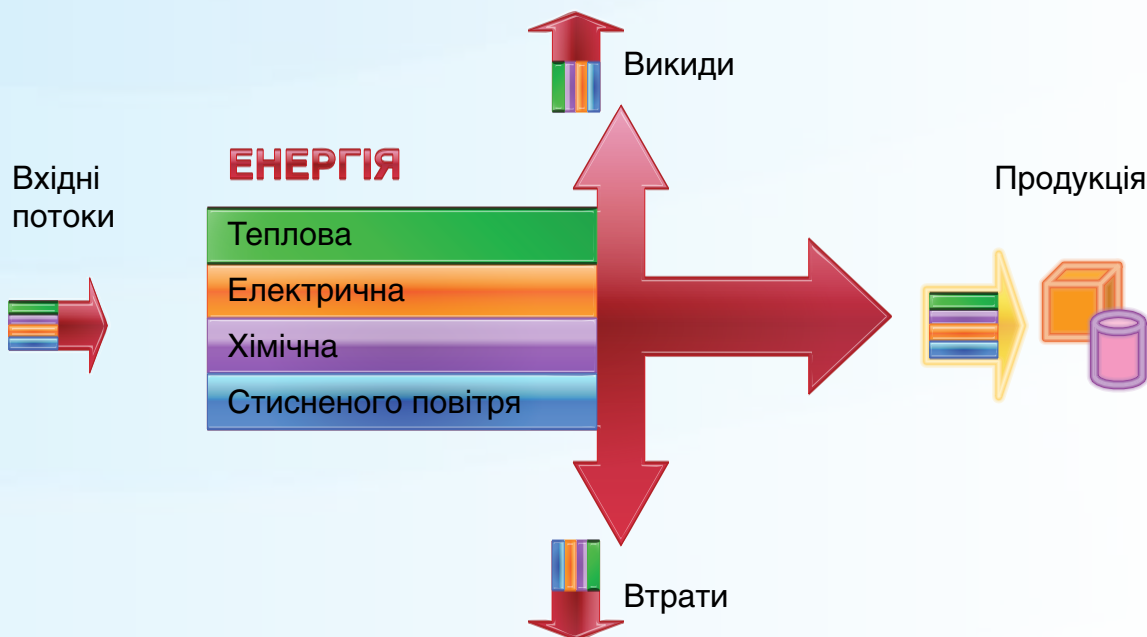 Викиди
ЕНЕРГІЯ
Вхідні
потоки
Продукція
Теплова
Електрична
Хімічна
Стисненого повітря
Втрати